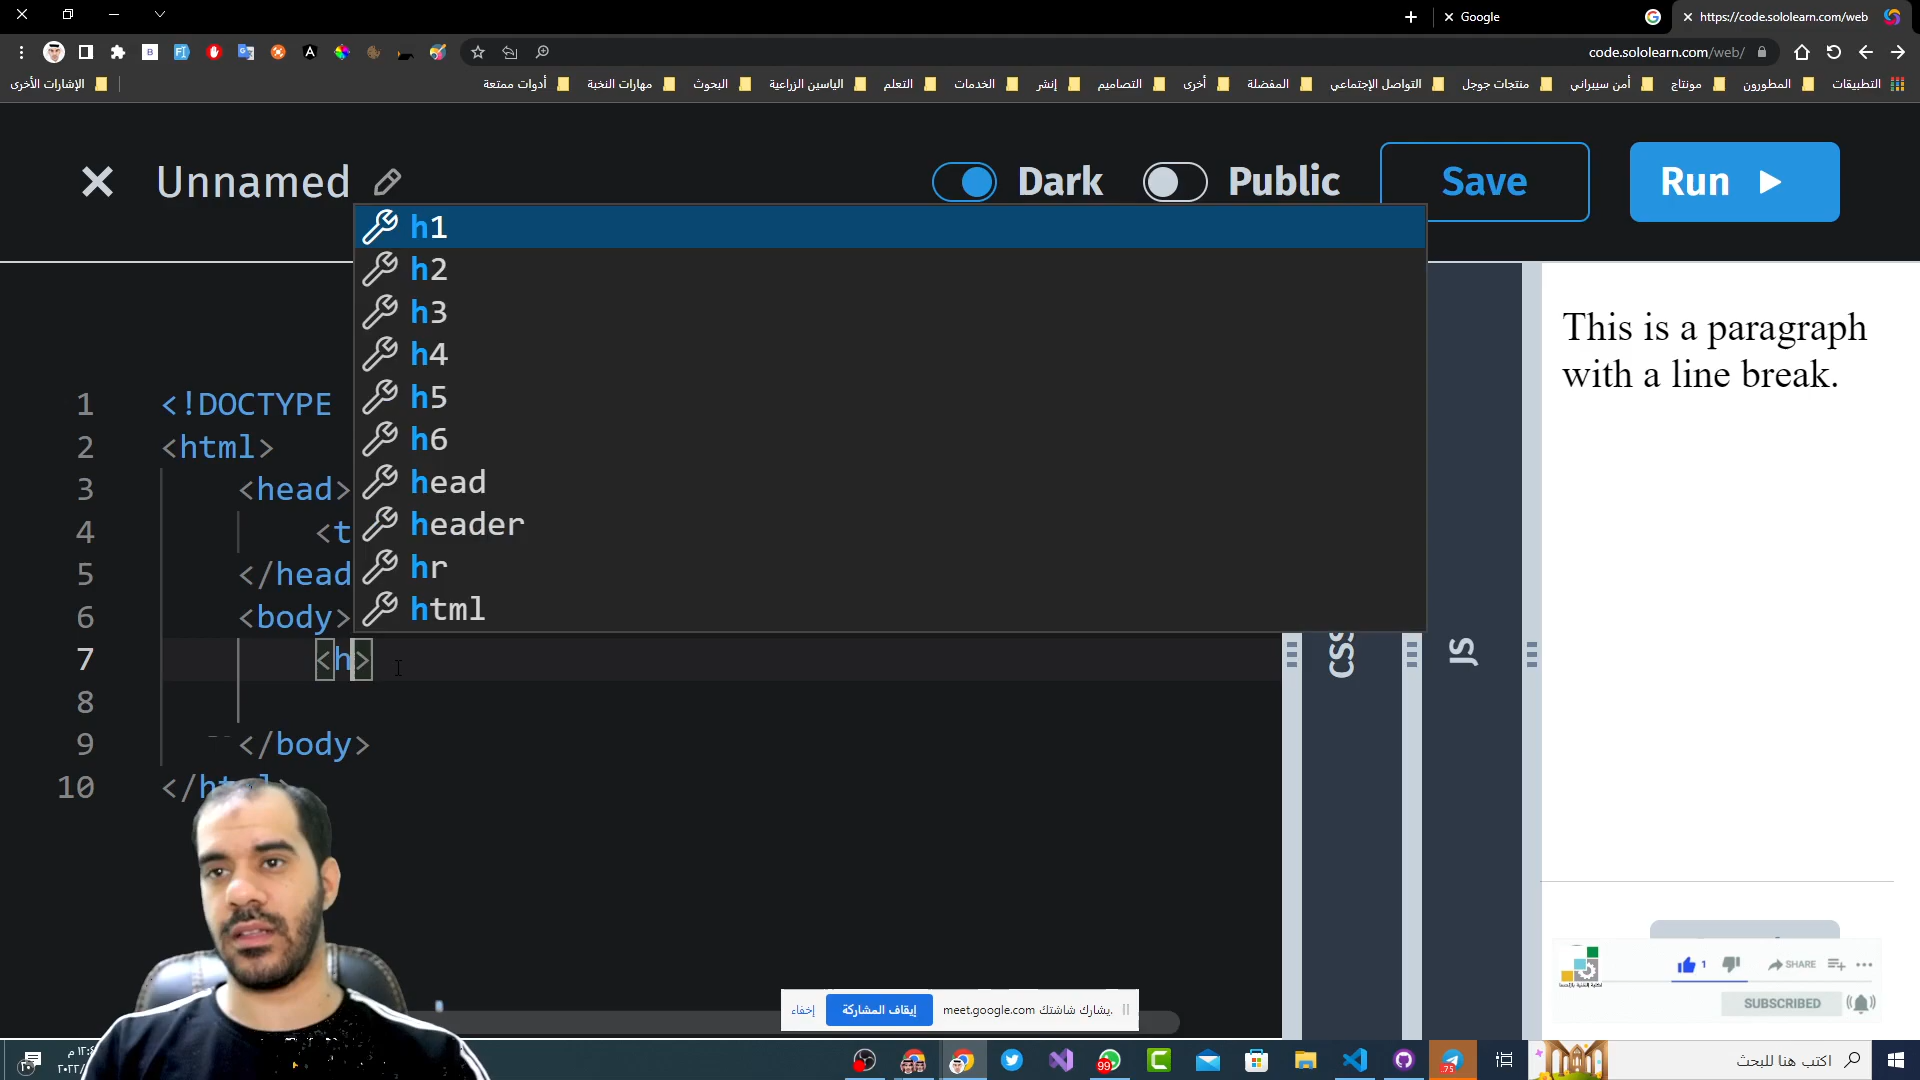 Google
https://code.sololearn.com/web
code.sololearn.com/web/
التطبيقات
المطورون
مونتاج
أمن سيبراني
منتجات جوجل
التواصل الإجتماعي
المفضلة
أخرى
التصاميم
إنشر
الخدمات
التعلم
الياسين الزراعية
البحوث
مهارات النخبة
أدوات ممتعة
الإشارات الأخرى
Unnamed
Dark
Public
Save
Run
h1
h2
h3
h4
h5
h6
head
header
hr
html
1 <!DOCTYPE
2 <html>
3 <head>
4 <t
5 </head
6 <body>
7 <h>
8
9 </body>
10 </html>
CSS
JS
This is a paragraph
with a line break.
1
SHARE
SUBSCRIBED
meet.google.com يشارك شاشتك.
إيقاف المشاركة
إخفاء
99
75
اكتب هنا للبحث